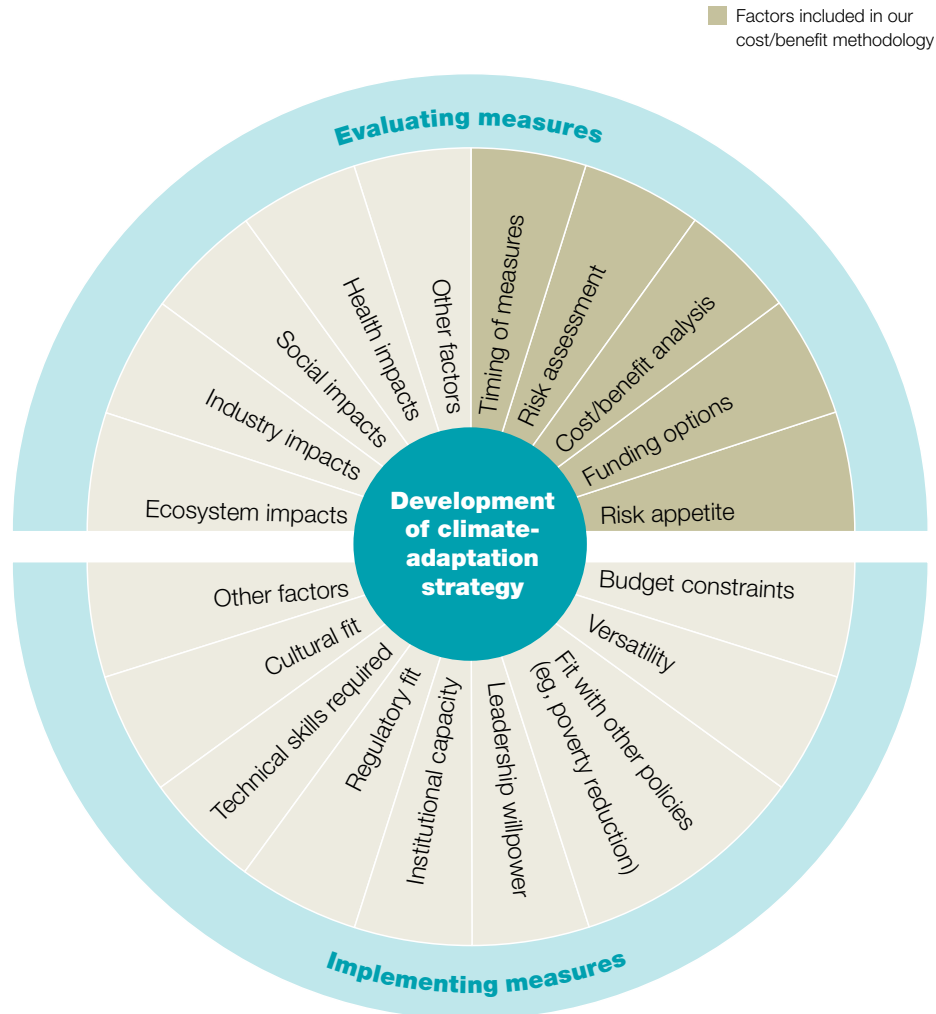 Factors included in our
cost/benefit methodology
Evaluating measures
Ecosystem impacts
Industry impacts
Social impacts
Health impacts
Other factors
Timing of measures
Risk assessment
Cost/benefit analysis
Funding options
Risk appetite
Development
of climate-
adaptation
strategy
Budget constraints
Versatility
Fit with other policies
(eg, poverty reduction)
Leadership willpower
Institutional capacity
Regulatory fit
Technical skills required
Cultural fit
Other factors
Implementing measures